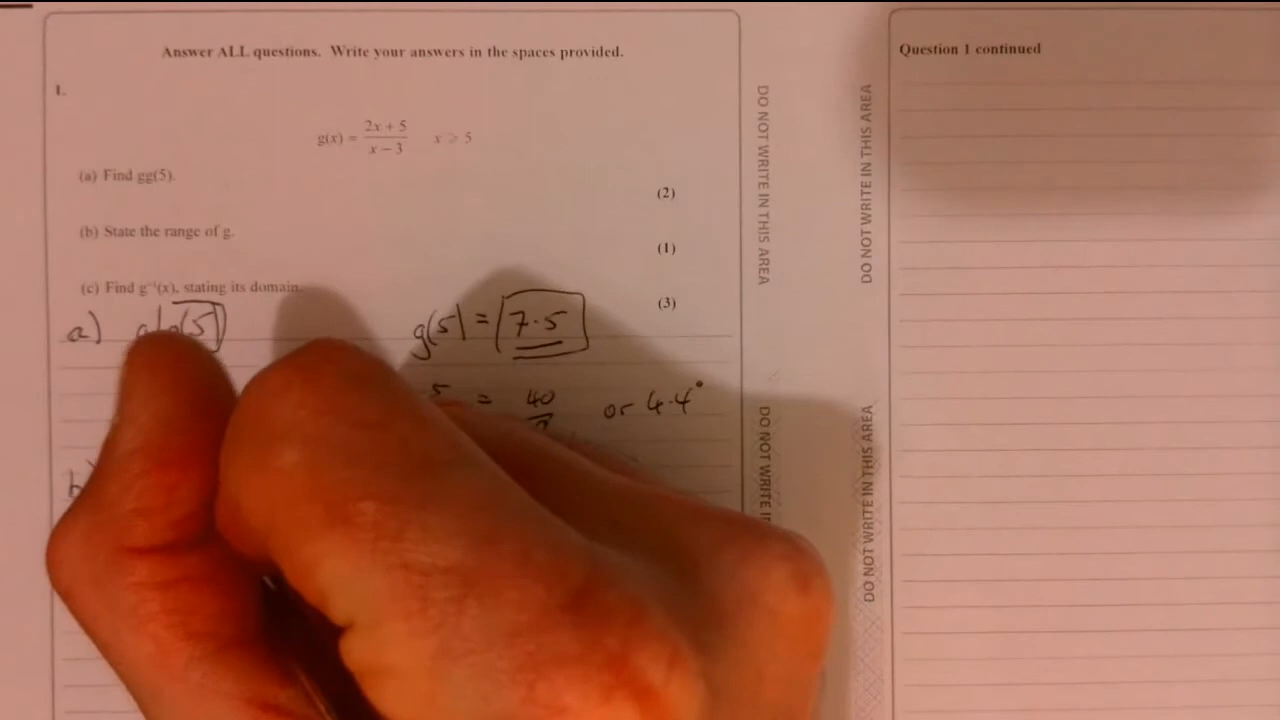 Answer ALL questions. Write your answers in the spaces provided.
1.
g(x) = 2x + 5 / x − 3    x ⩾ 5
(a) Find gg(5).
(2)
(b) State the range of g.
(1)
(c) Find g⁻¹(x), stating its domain.
(3)
a) (5) g(5) = 7.5
5 = 40 or 4.4°
b
DO NOT WRITE IN THIS AREA
DO NOT WRITE
DO NOT WRITE IN THIS AREA
DO NOT WRITE IN THIS AREA
Question 1 continued